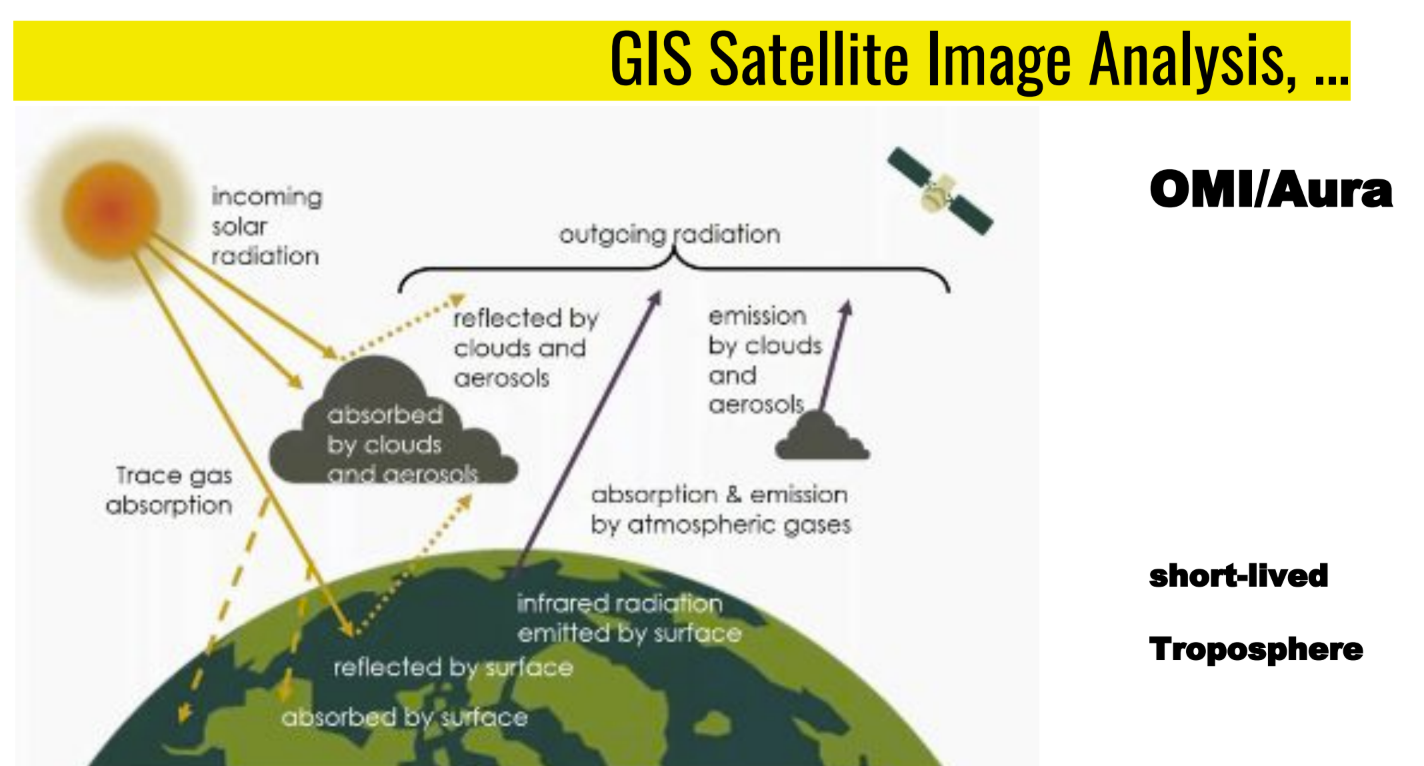 GIS Satellite Image Analysis, ...
OMI/Aura
incoming
solar
radiation
outgoing radiation
reflected by
clouds and
aerosols
emission
by clouds
and
aerosols
absorbed
by clouds
and aerosols
Trace gas
absorption
absorption & emission
by atmospheric gases
short-lived
infrared radiation
emitted by surface
Troposphere
reflected by surface
absorbed by surface